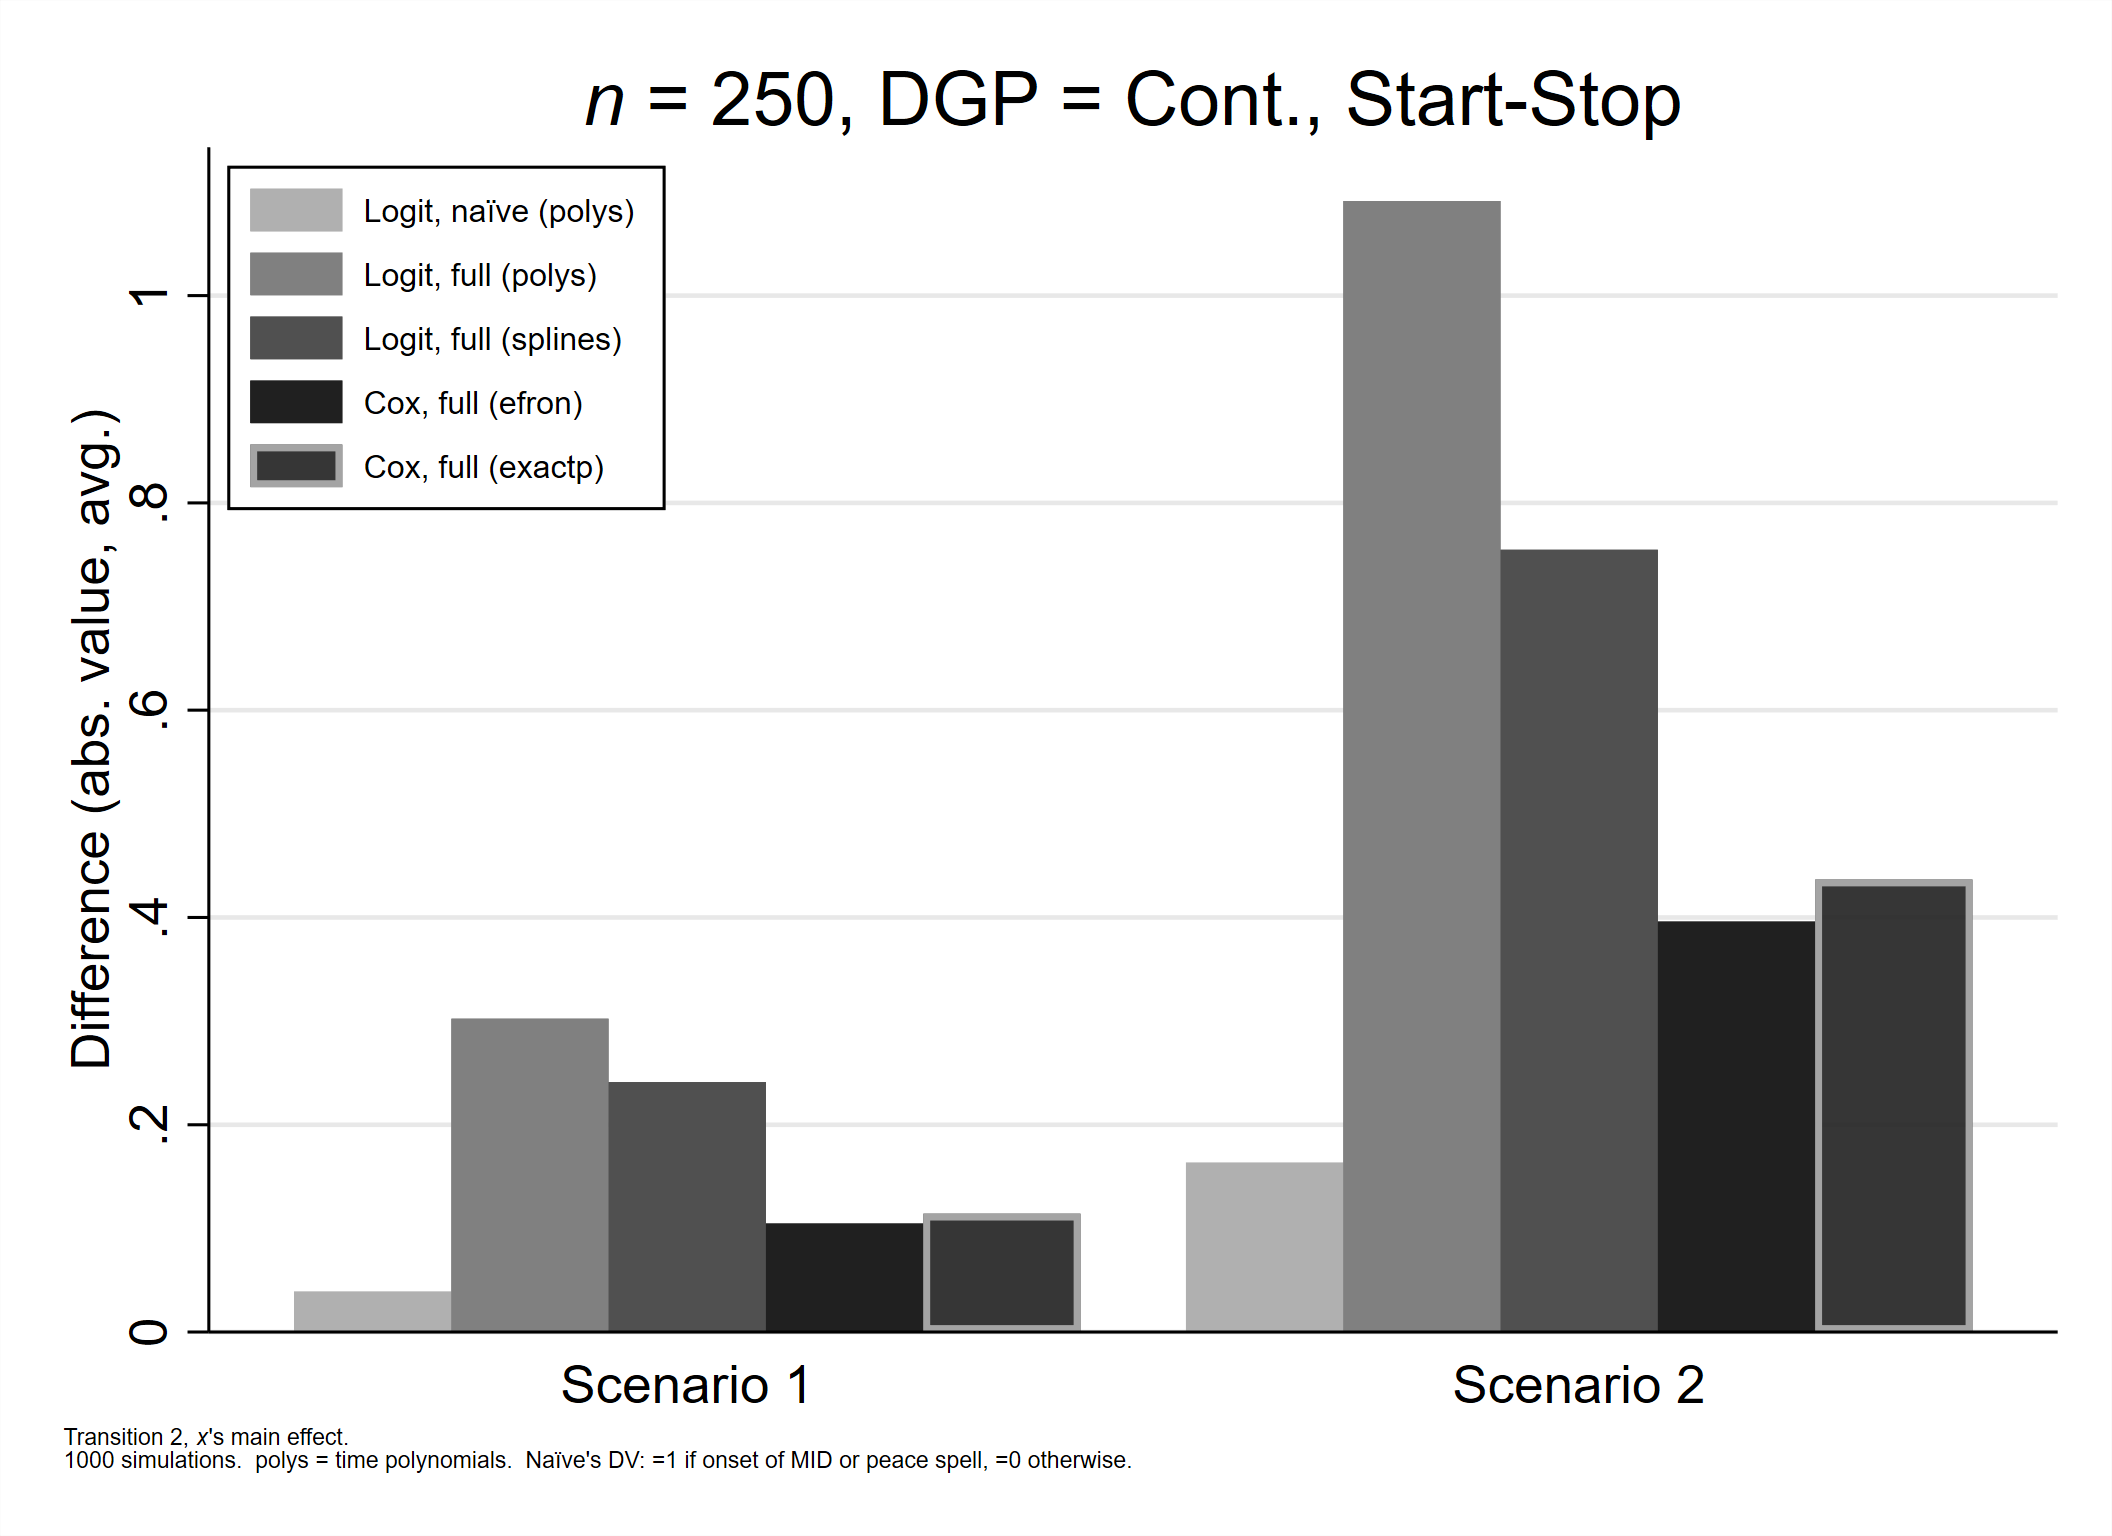 n = 250, DGP = Cont., Start-Stop
Logit, naïve (polys)
Logit, full (polys)
Logit, full (splines)
Cox, full (efron)
Cox, full (exactp)
Difference (abs. value, avg.)
1
.8
.6
.4
.2
0
Scenario 1
Scenario 2
Transition 2, x's main effect.
1000 simulations.  polys = time polynomials.  Naïve's DV: =1 if onset of MID or peace spell, =0 otherwise.